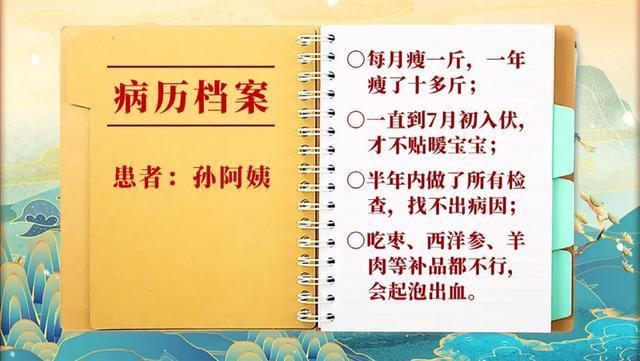 病历档案
患者：孙阿姨
○每月瘦一斤，一年
瘦了十多斤；
○一直到7月初入伏，
才不贴暖宝宝；
○半年内做了所有检
查，找不出病因；
○吃枣、西洋参、羊
肉等补品都不行，
会起泡出血。